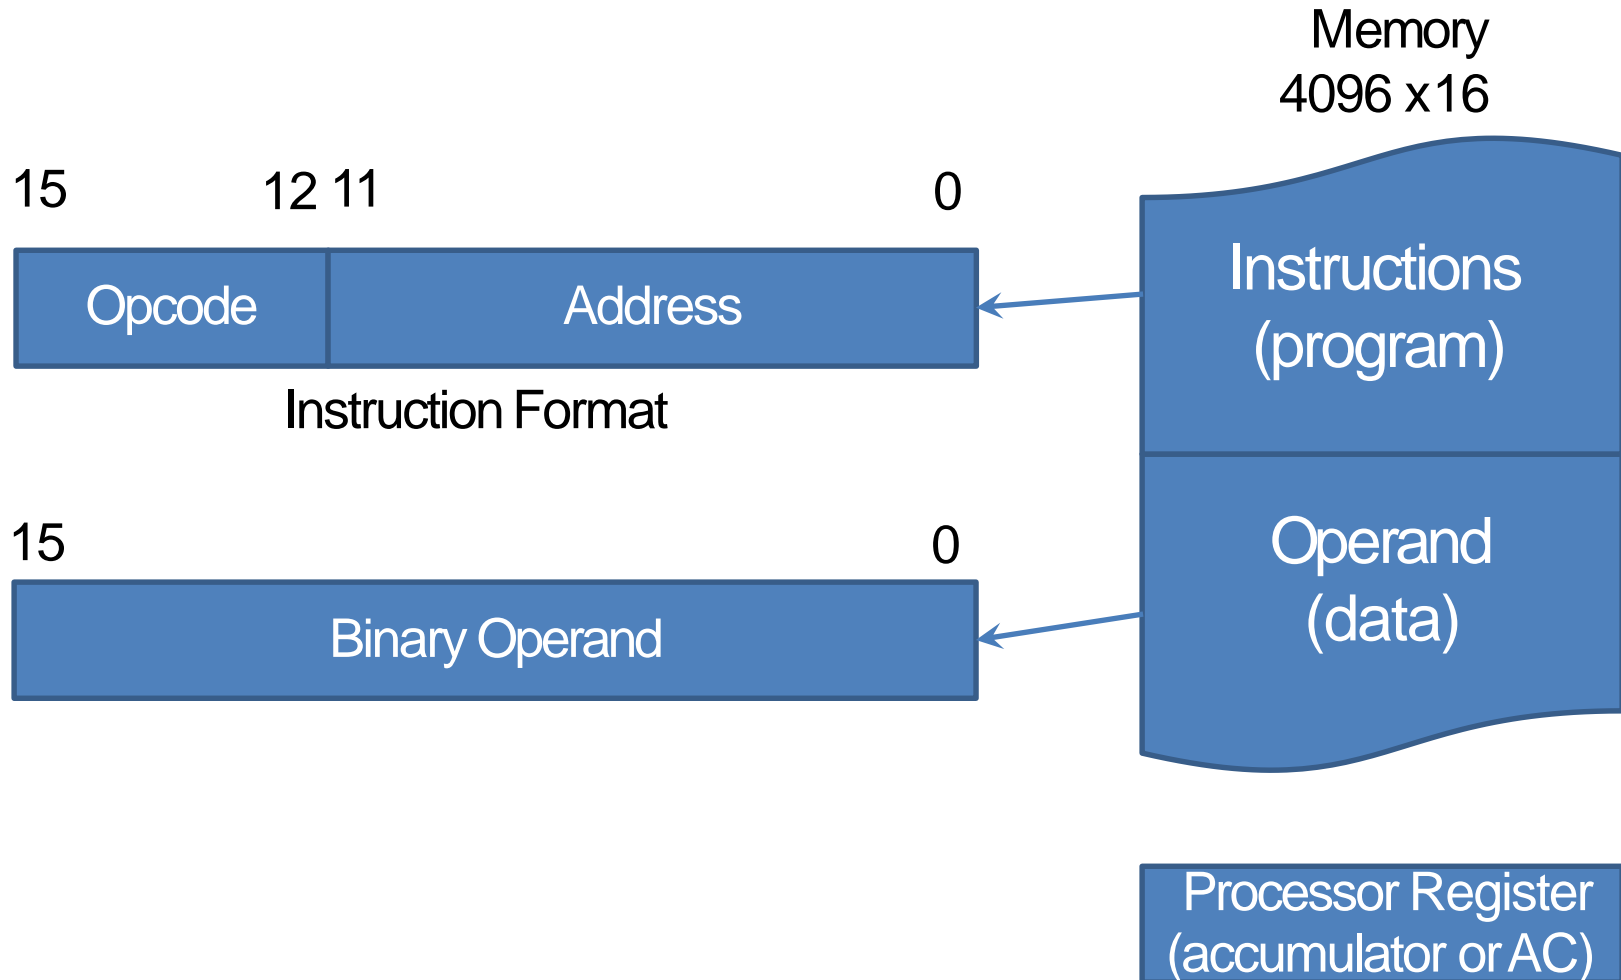 Memory
4096 x16
15 12 11 0
Opcode Address
Instructions
(program)
Instruction Format
15 0
Operand
(data)
Binary Operand
Processor Register
(accumulator or AC)